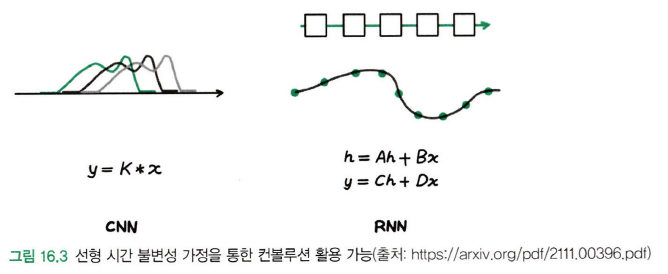 y = K * x
CNN
h = Ah + Bx
y = Ch + Dx
RNN
그림 16.3 선형 시간 불변성 가정을 통한 컨볼루션 활용 가능(출처: https://arxiv.org/pdf/2111.00396.pdf)